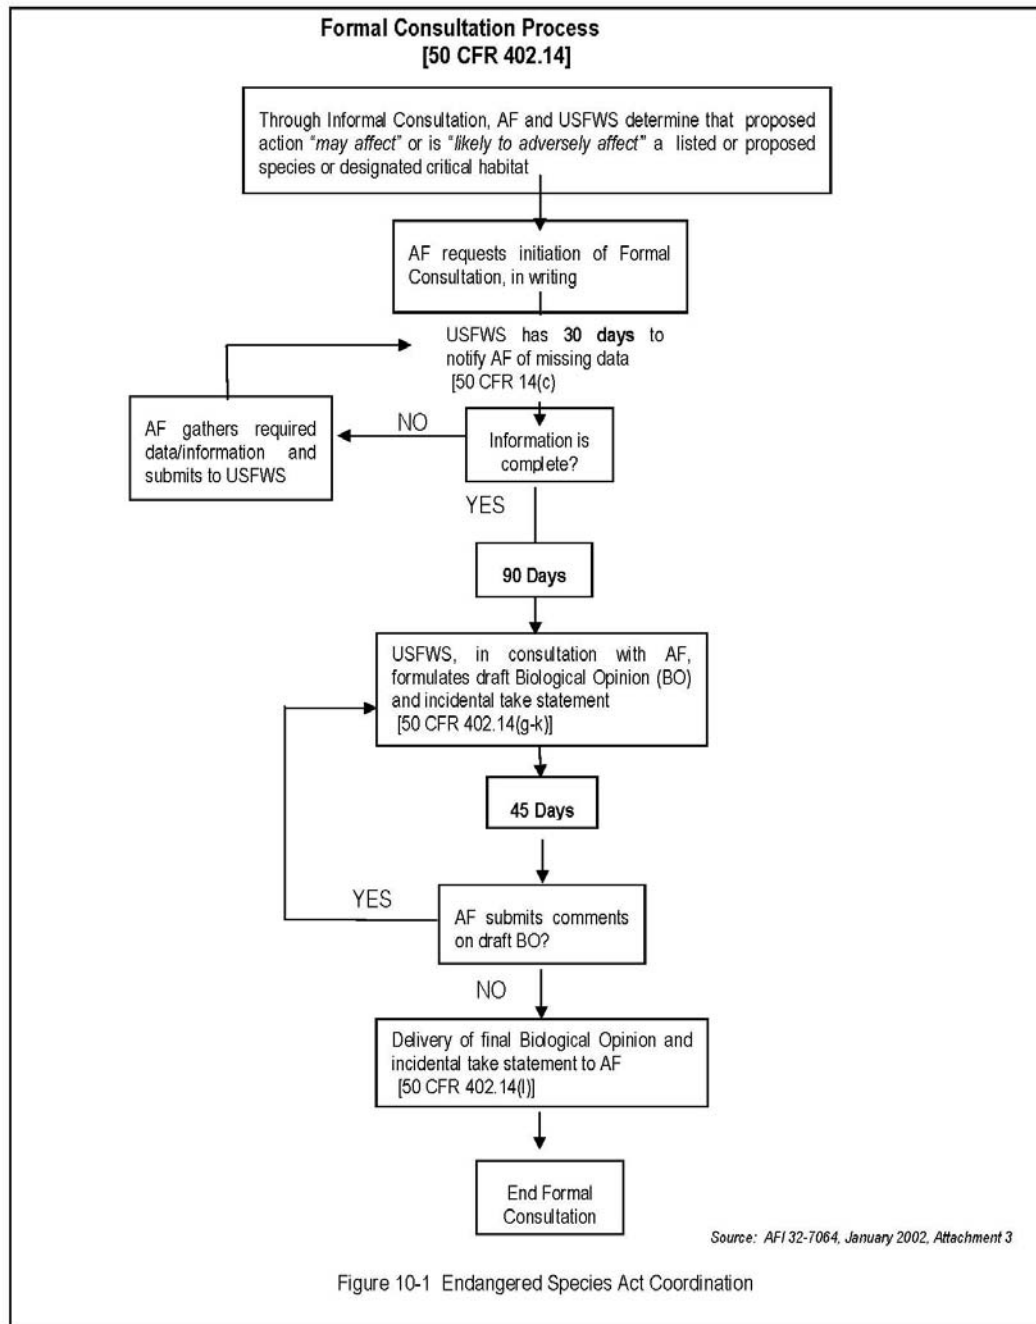 Formal Consultation Process
[50 CFR 402.14]
Through Informal Consultation, AF and USFWS determine that proposed
action "may affect" or is "likely to adversely affect" a listed or proposed
species or designated critical habitat
AF requests initiation of Formal
Consultation, in writing
USFWS has 30 days to
notify AF of missing data
[50 CFR 14(c)
NO
AF gathers required
data/information and
submits to USFWS
Information is
complete?
YES
90 Days
USFWS, in consultation with AF,
formulates draft Biological Opinion (BO)
and incidental take statement
[50 CFR 402.14(g-k)]
45 Days
YES
AF submits comments
on draft BO?
NO
Delivery of final Biological Opinion and
incidental take statement to AF
[50 CFR 402.14(l)]
End Formal
Consultation
Source: AFI 32-7064, January 2002, Attachment 3
Figure 10-1 Endangered Species Act Coordination